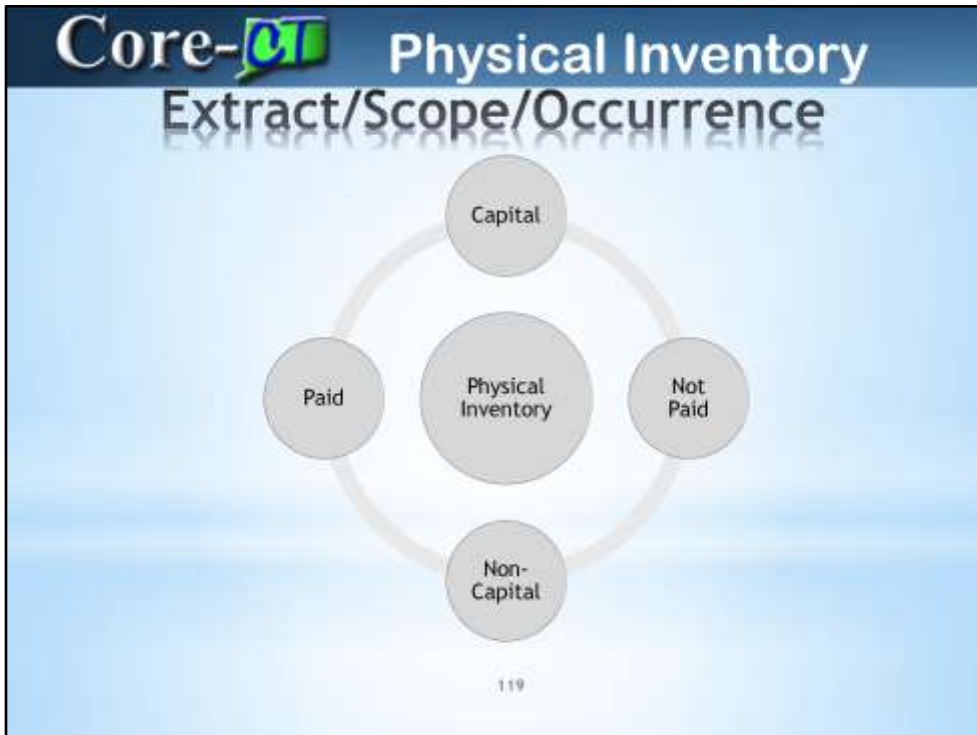 Core-CT Physical Inventory
Extract/Scope/Occurrence
Capital
Paid
Physical
Inventory
Not
Paid
Non-
Capital
119